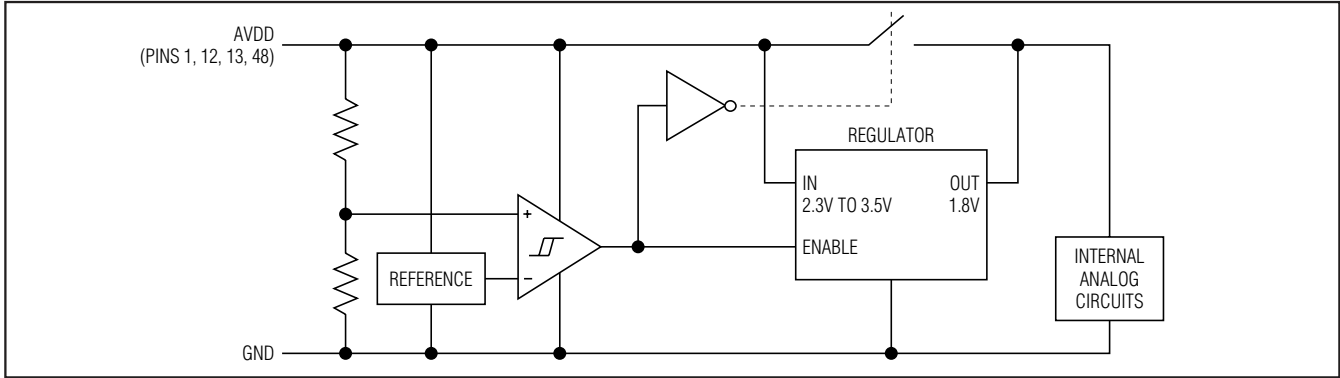 AVDD
(PINS 1, 12, 13, 48)
REGULATOR
IN
2.3V TO 3.5V
OUT
1.8V
+
ENABLE
REFERENCE
−
INTERNAL
ANALOG
CIRCUITS
GND